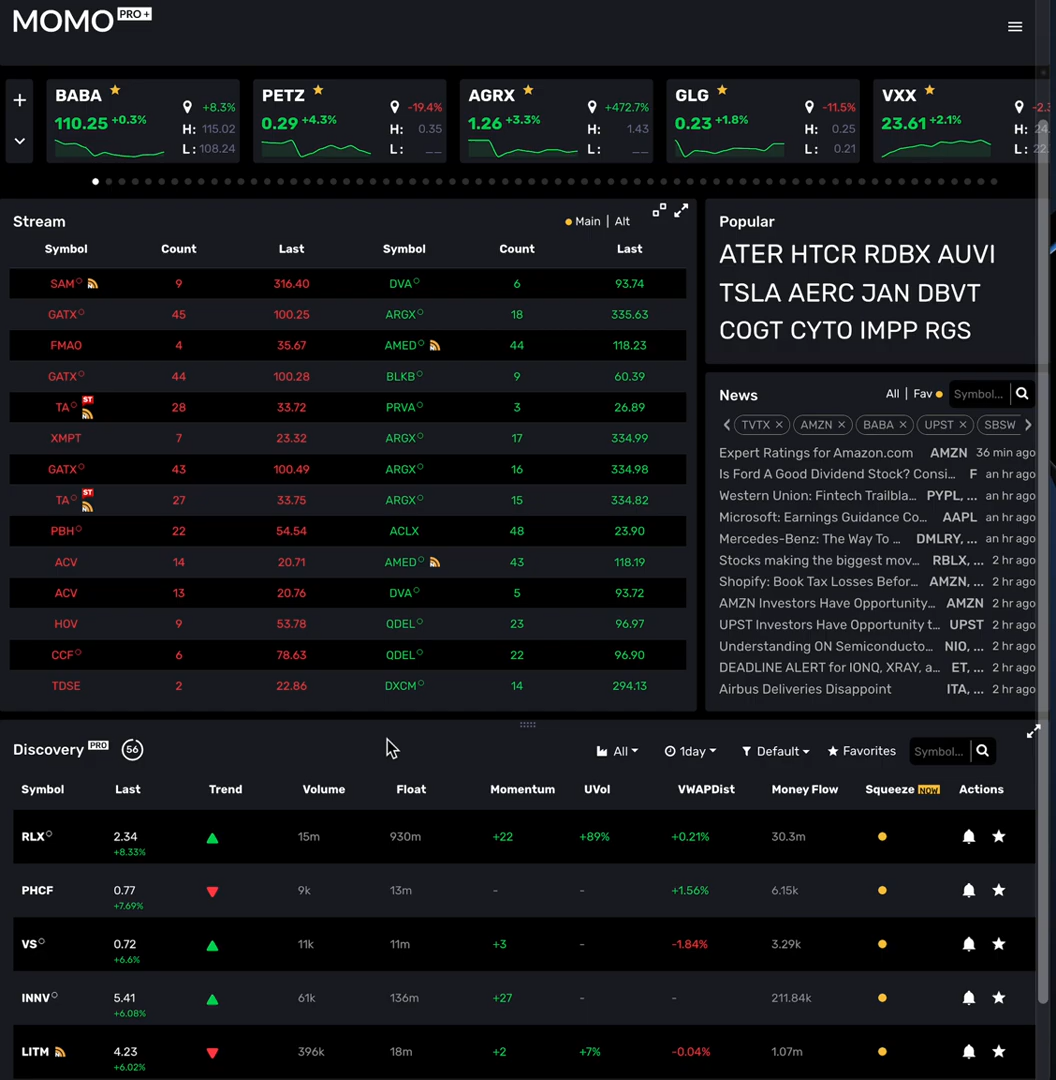 MOMO PRO +
BABA
110.25 +0.3%
+8.3%
H: 115.02
L: 108.24
PETZ
0.29 +4.3%
-19.4%
H: 0.35
L: __
AGRX
1.26 +3.3%
+472.7%
H: 1.43
L: __
GLG
0.23 +1.8%
-11.5%
H: 0.25
L: 0.21
VXX
23.61 +2.1%
H:
L:
Stream Main | Alt
Symbol Count Last Symbol Count Last
SAM 9 316.40 DVA 6 93.74
GATX 45 100.25 ARGX 18 335.63
FMAO 4 35.67 AMED 44 118.23
GATX 44 100.28 BLKB 9 60.39
TA ST 28 33.72 PRVA 3 26.89
XMPT 7 23.32 ARGX 17 334.99
GATX 43 100.49 ARGX 16 334.98
TA ST 27 33.75 ARGX 15 334.82
PBH 22 54.54 ACLX 48 23.90
ACV 14 20.71 AMED 43 118.19
ACV 13 20.76 DVA 5 93.72
HOV 9 53.78 QDEL 23 96.97
CCF 6 78.63 QDEL 22 96.90
TDSE 2 22.86 DXCM 14 294.13
Popular
ATER HTCR RDBX AUVI
TSLA AERC JAN DBVT
COGT CYTO IMPP RGS
News All | Fav Symbol...
TVTX × AMZN × BABA × UPST × SBSW
Expert Ratings for Amazon.com AMZN 36 min ago
Is Ford A Good Dividend Stock? Consi... F an hr ago
Western Union: Fintech Trailbla... PYPL, ... an hr ago
Microsoft: Earnings Guidance Co... AAPL an hr ago
Mercedes-Benz: The Way To ... DMLRY, ... an hr ago
Stocks making the biggest mov... RBLX, ... 2 hr ago
Shopify: Book Tax Losses Befor... AMZN, ... 2 hr ago
AMZN Investors Have Opportunity... AMZN 2 hr ago
UPST Investors Have Opportunity t... UPST 2 hr ago
Understanding ON Semiconducto... NIO, ... 2 hr ago
DEADLINE ALERT for IONQ, XRAY, a... ET, ... 2 hr ago
Airbus Deliveries Disappoint ITA, ... 2 hr ago
Discovery PRO 56 All 1day Default Favorites Symbol...
Symbol Last Trend Volume Float Momentum UVol VWAPDist Money Flow Squeeze NOW Actions
RLX 2.34 15m 930m +22 +89% +0.21% 30.3m
+8.33%
PHCF 0.77 9k 13m - - +1.56% 6.15k
+7.69%
VS 0.72 11k 11m +3 - -1.84% 3.29k
+6.6%
INNV 5.41 61k 136m +27 - - 211.84k
+6.08%
LITM 4.23 396k 18m +2 +7% -0.04% 1.07m
+6.02%